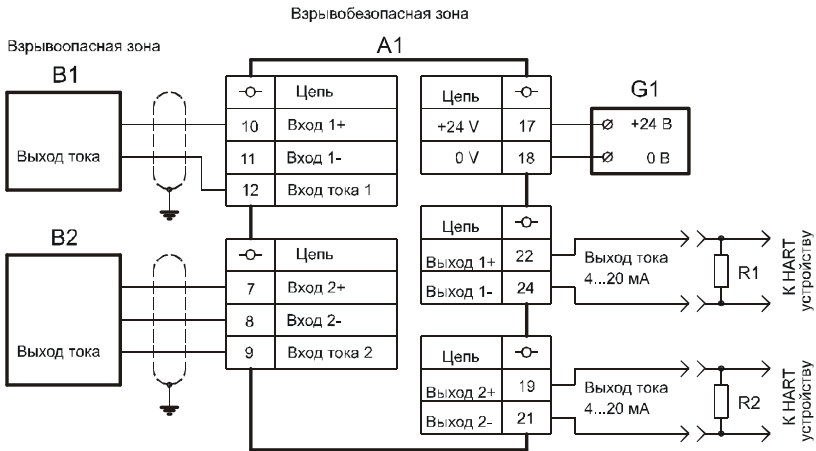 Взрывобезопасная зона
Взрывоопасная зона
A1
B1
Выход тока
Цепь
10 Вход 1+
11 Вход 1-
12 Вход тока 1
B2
Выход тока
Цепь
7 Вход 2+
8 Вход 2-
9 Вход тока 2
Цепь
+24 V 17
0 V 18
G1
+24 В
0 В
Цепь
Выход 1+ 22
Выход 1- 24
Выход тока
4...20 мА
R1
К HART
устройству
Цепь
Выход 2+ 19
Выход 2- 21
Выход тока
4...20 мА
R2
К HART
устройству